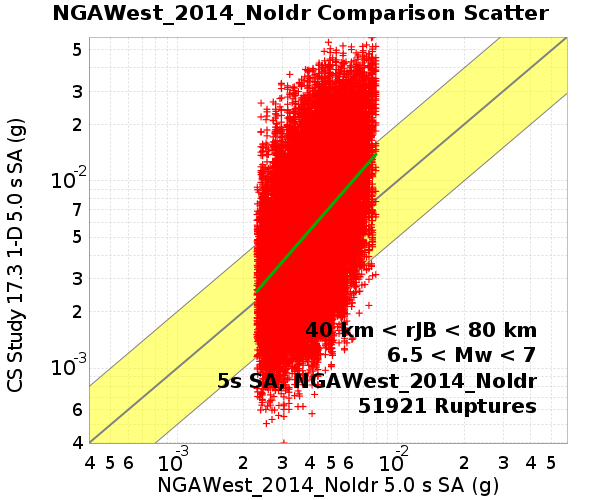 NGAWest_2014_NoIdr Comparison Scatter
CS Study 17.3 1-D 5.0 s SA (g)
5
3
2
10-2
7
5
3
2
10-3
6
4
40 km < rJB < 80 km
6.5 < Mw < 7
5s SA, NGAWest_2014_NoIdr
51921 Ruptures
4 5 6 10-3 2 3 4 5 6 10-2 2 3 4 5
NGAWest_2014_NoIdr 5.0 s SA (g)